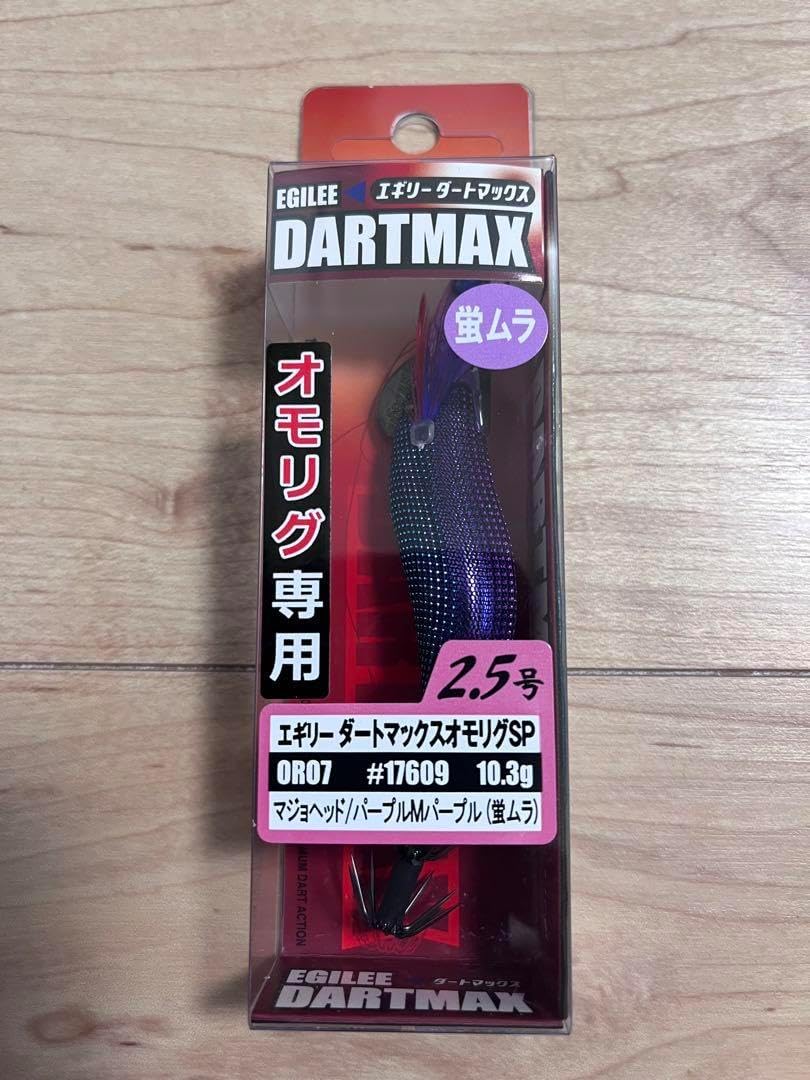 EGILEE エギリー ダートマックス
DARTMAX
蛍ムラ
オモリグ専用
2.5号
エギリー ダートマックスオモリグSP
OR07 #17609 10.3g
マジョヘッド/パープルMパープル(蛍ムラ)
MUM DART ACTION
EGILEE ダートマックス
DARTMAX